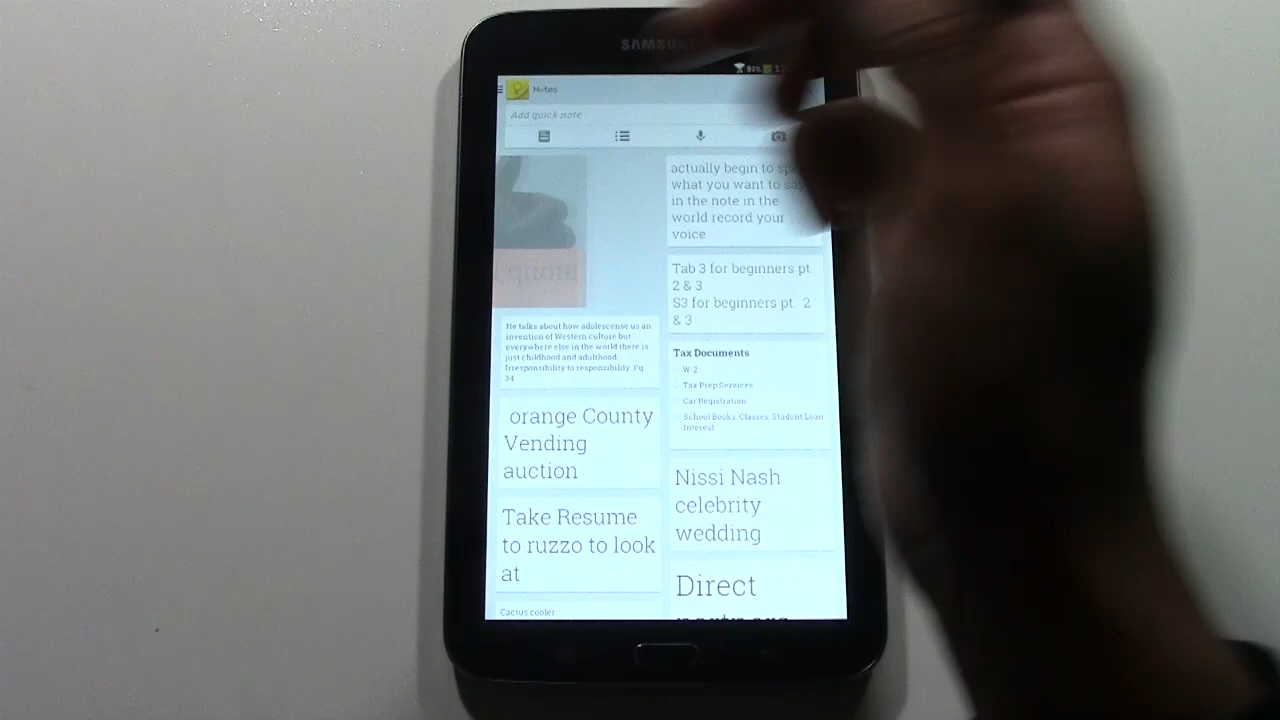 SAMSUNG
93%
Notes
Add quick note
actually begin to
what you want to say
in the note in the
world record your
voice
Tab 3 for beginners pt.
2 & 3
S3 for beginners pt. 2
& 3
He talks about how adolescense us an
invention of Western culture but
everywhere else in the world there is
just childhood and adulthood.
Irresponsibility to responsibility. Pg
34
Tax Documents
W-2
Tax Prep Services
Car Registration
School Books, Classes, Student Loan
Interest
orange County
Vending
auction
Nissi Nash
celebrity
wedding
Take Resume
to ruzzo to look
at
Direct
Cactus cooler